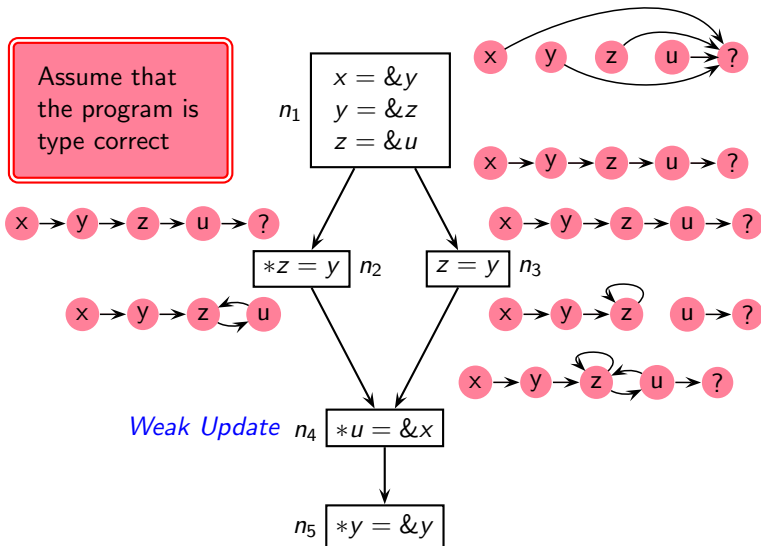 Assume that
the program is
type correct
n1
x = &y
y = &z
z = &u
x y z u ?
x y z u ?
x y z u ?
x y z u ?
*z = y n2
z = y n3
x y z u
x y z u ?
x y z u ?
Weak Update n4 *u = &x
n5 *y = &y